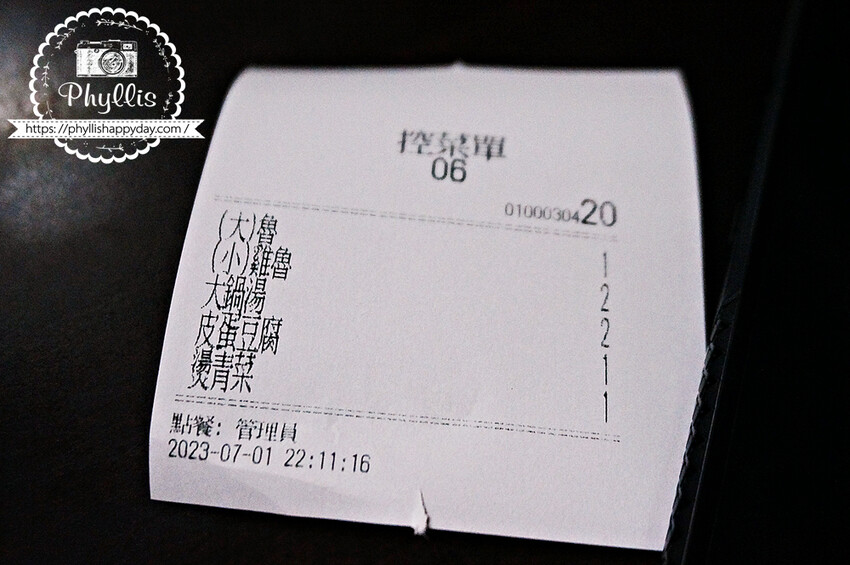 Phyllis
https://phyllishappyday.com/
控菜單
06
0100030420
(大)魯 1
(小)雞魯 2
大鍋湯 2
皮蛋豆腐 1
燙青菜 1
點餐: 管理員
2023-07-01 22:11:16